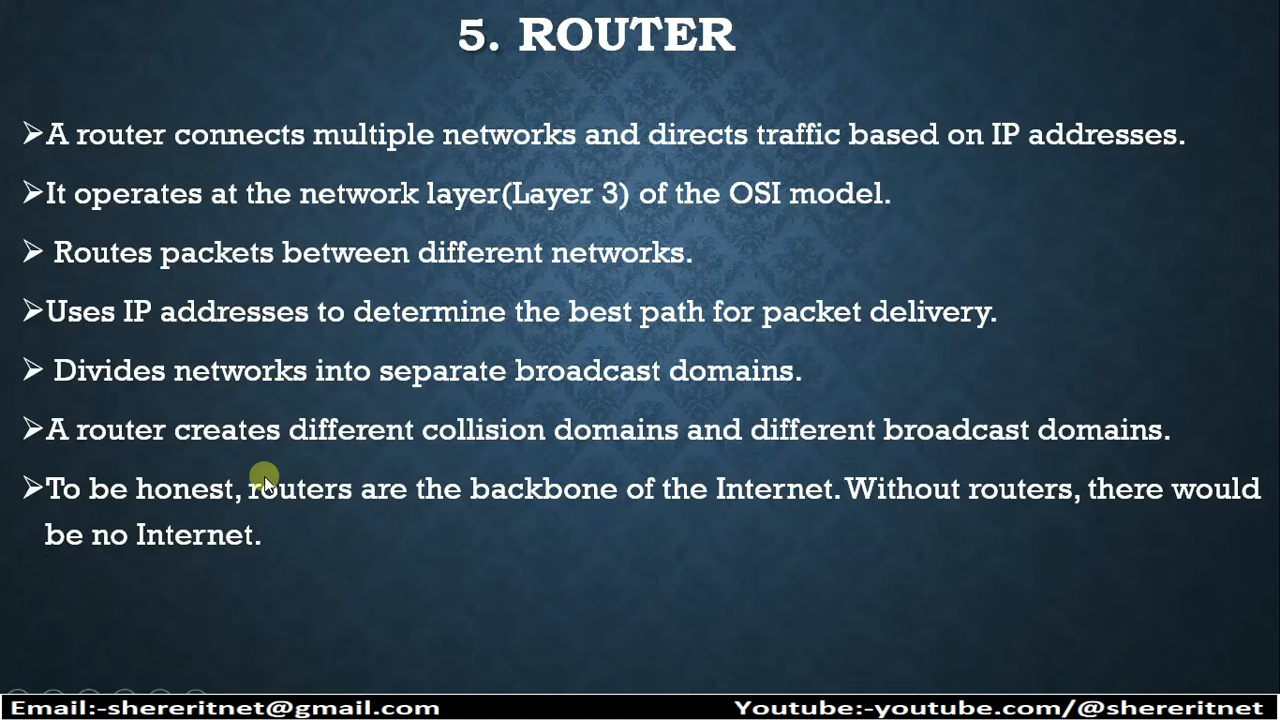 5. ROUTER
➢A router connects multiple networks and directs traffic based on IP addresses.
➢It operates at the network layer(Layer 3) of the OSI model.
➢ Routes packets between different networks.
➢Uses IP addresses to determine the best path for packet delivery.
➢ Divides networks into separate broadcast domains.
➢A router creates different collision domains and different broadcast domains.
➢To be honest, routers are the backbone of the Internet. Without routers, there would
be no Internet.
Email:-shereritnet@gmail.com Youtube:-youtube.com/@shereritnet